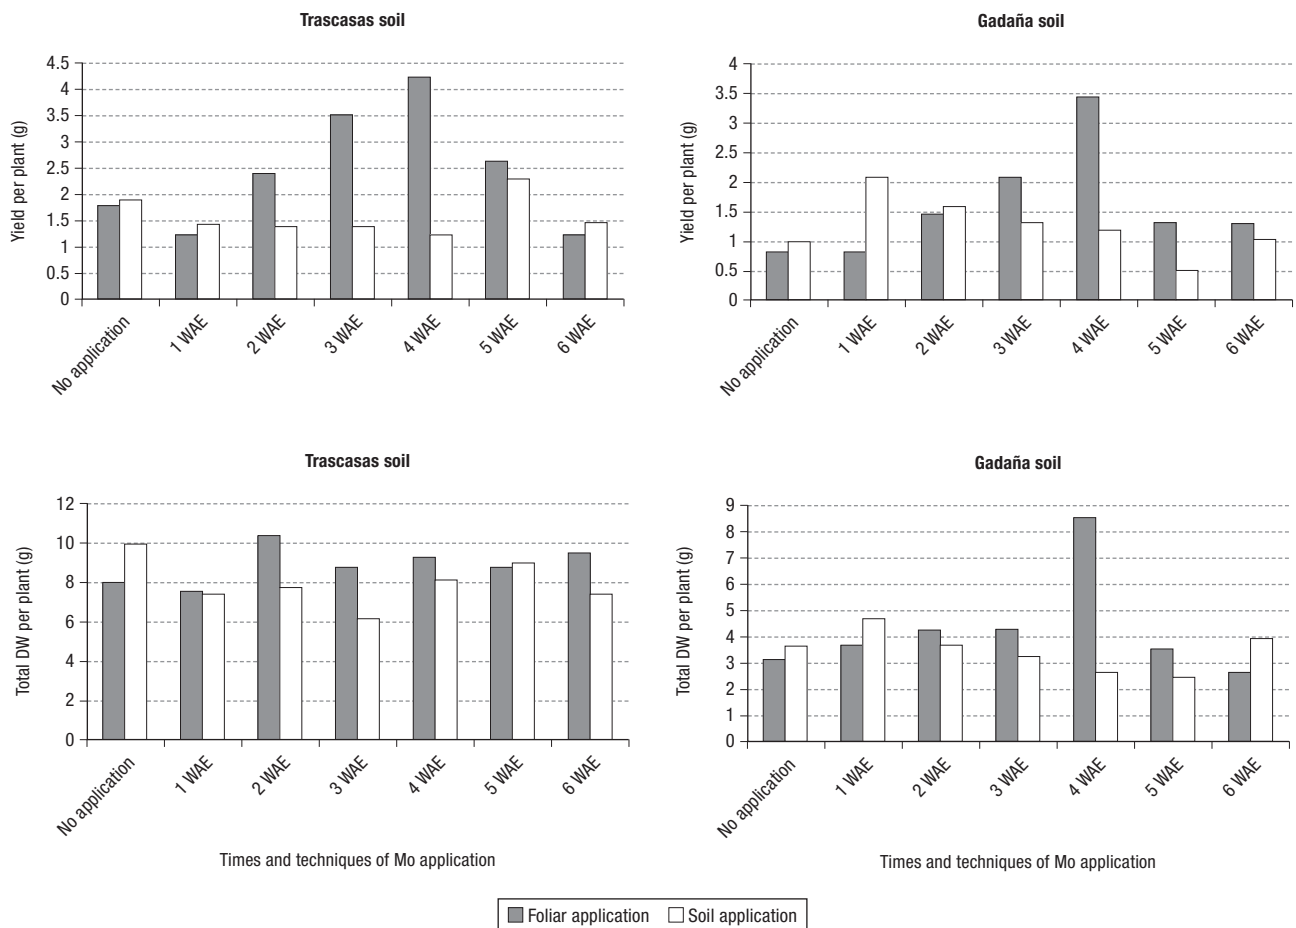 Trascasas soil
Yield per plant (g)
4.5
4
3.5
3
2.5
2
1.5
1
0.5
0
No application
1 WAE
2 WAE
3 WAE
4 WAE
5 WAE
6 WAE
Gadaña soil
Yield per plant (g)
4
3.5
3
2.5
2
1.5
1
0.5
0
No application
1 WAE
2 WAE
3 WAE
4 WAE
5 WAE
6 WAE
Trascasas soil
Total DW per plant (g)
12
10
8
6
4
2
0
No application
1 WAE
2 WAE
3 WAE
4 WAE
5 WAE
6 WAE
Times and techniques of Mo application
Gadaña soil
Total DW per plant (g)
9
8
7
6
5
4
3
2
1
0
No application
1 WAE
2 WAE
3 WAE
4 WAE
5 WAE
6 WAE
Times and techniques of Mo application
Foliar application
Soil application